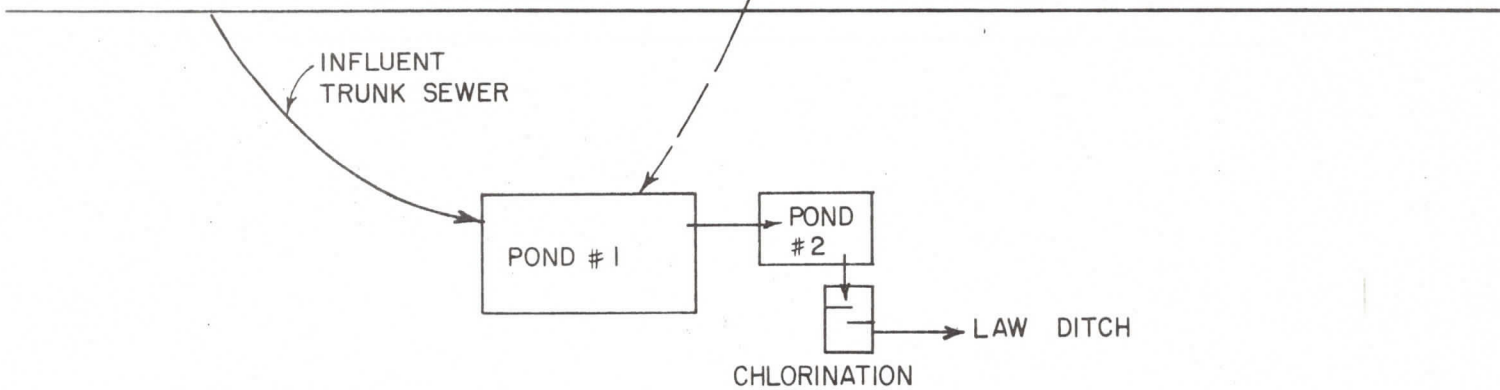 INFLUENT
TRUNK SEWER
POND #1
POND
#2
LAW DITCH
CHLORINATION